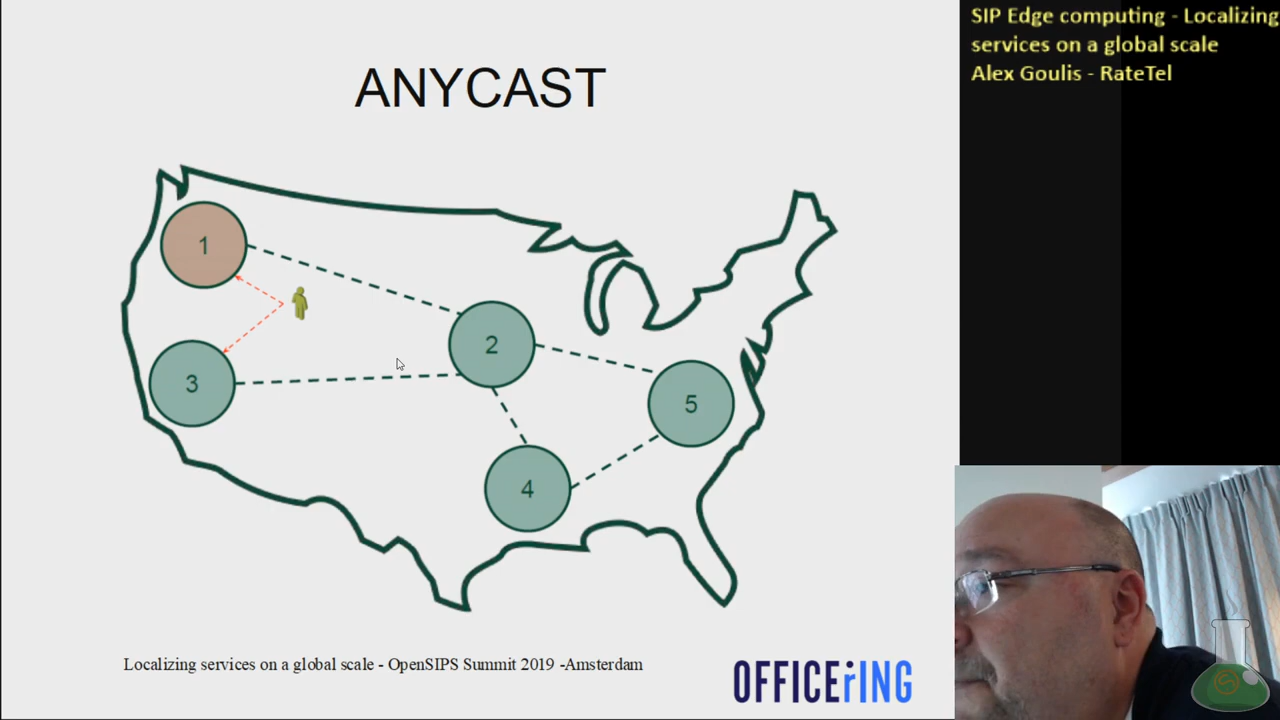 ANYCAST
SIP Edge computing - Localizing
services on a global scale
Alex Goulis - RateTel
1
2
3
4
5
Localizing services on a global scale - OpenSIPS Summit 2019 -Amsterdam
OFFICEriNG